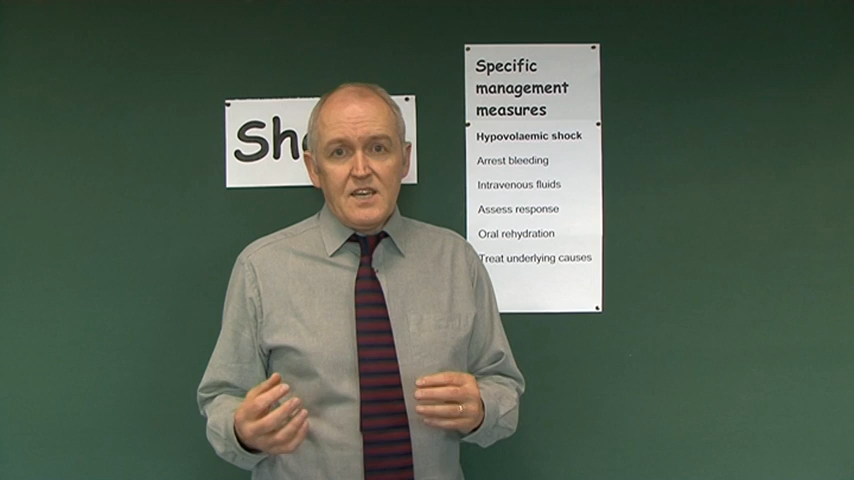 Sh
Specific
management
measures
Hypovolaemic shock
Arrest bleeding
Intravenous fluids
Assess response
Oral rehydration
Treat underlying causes